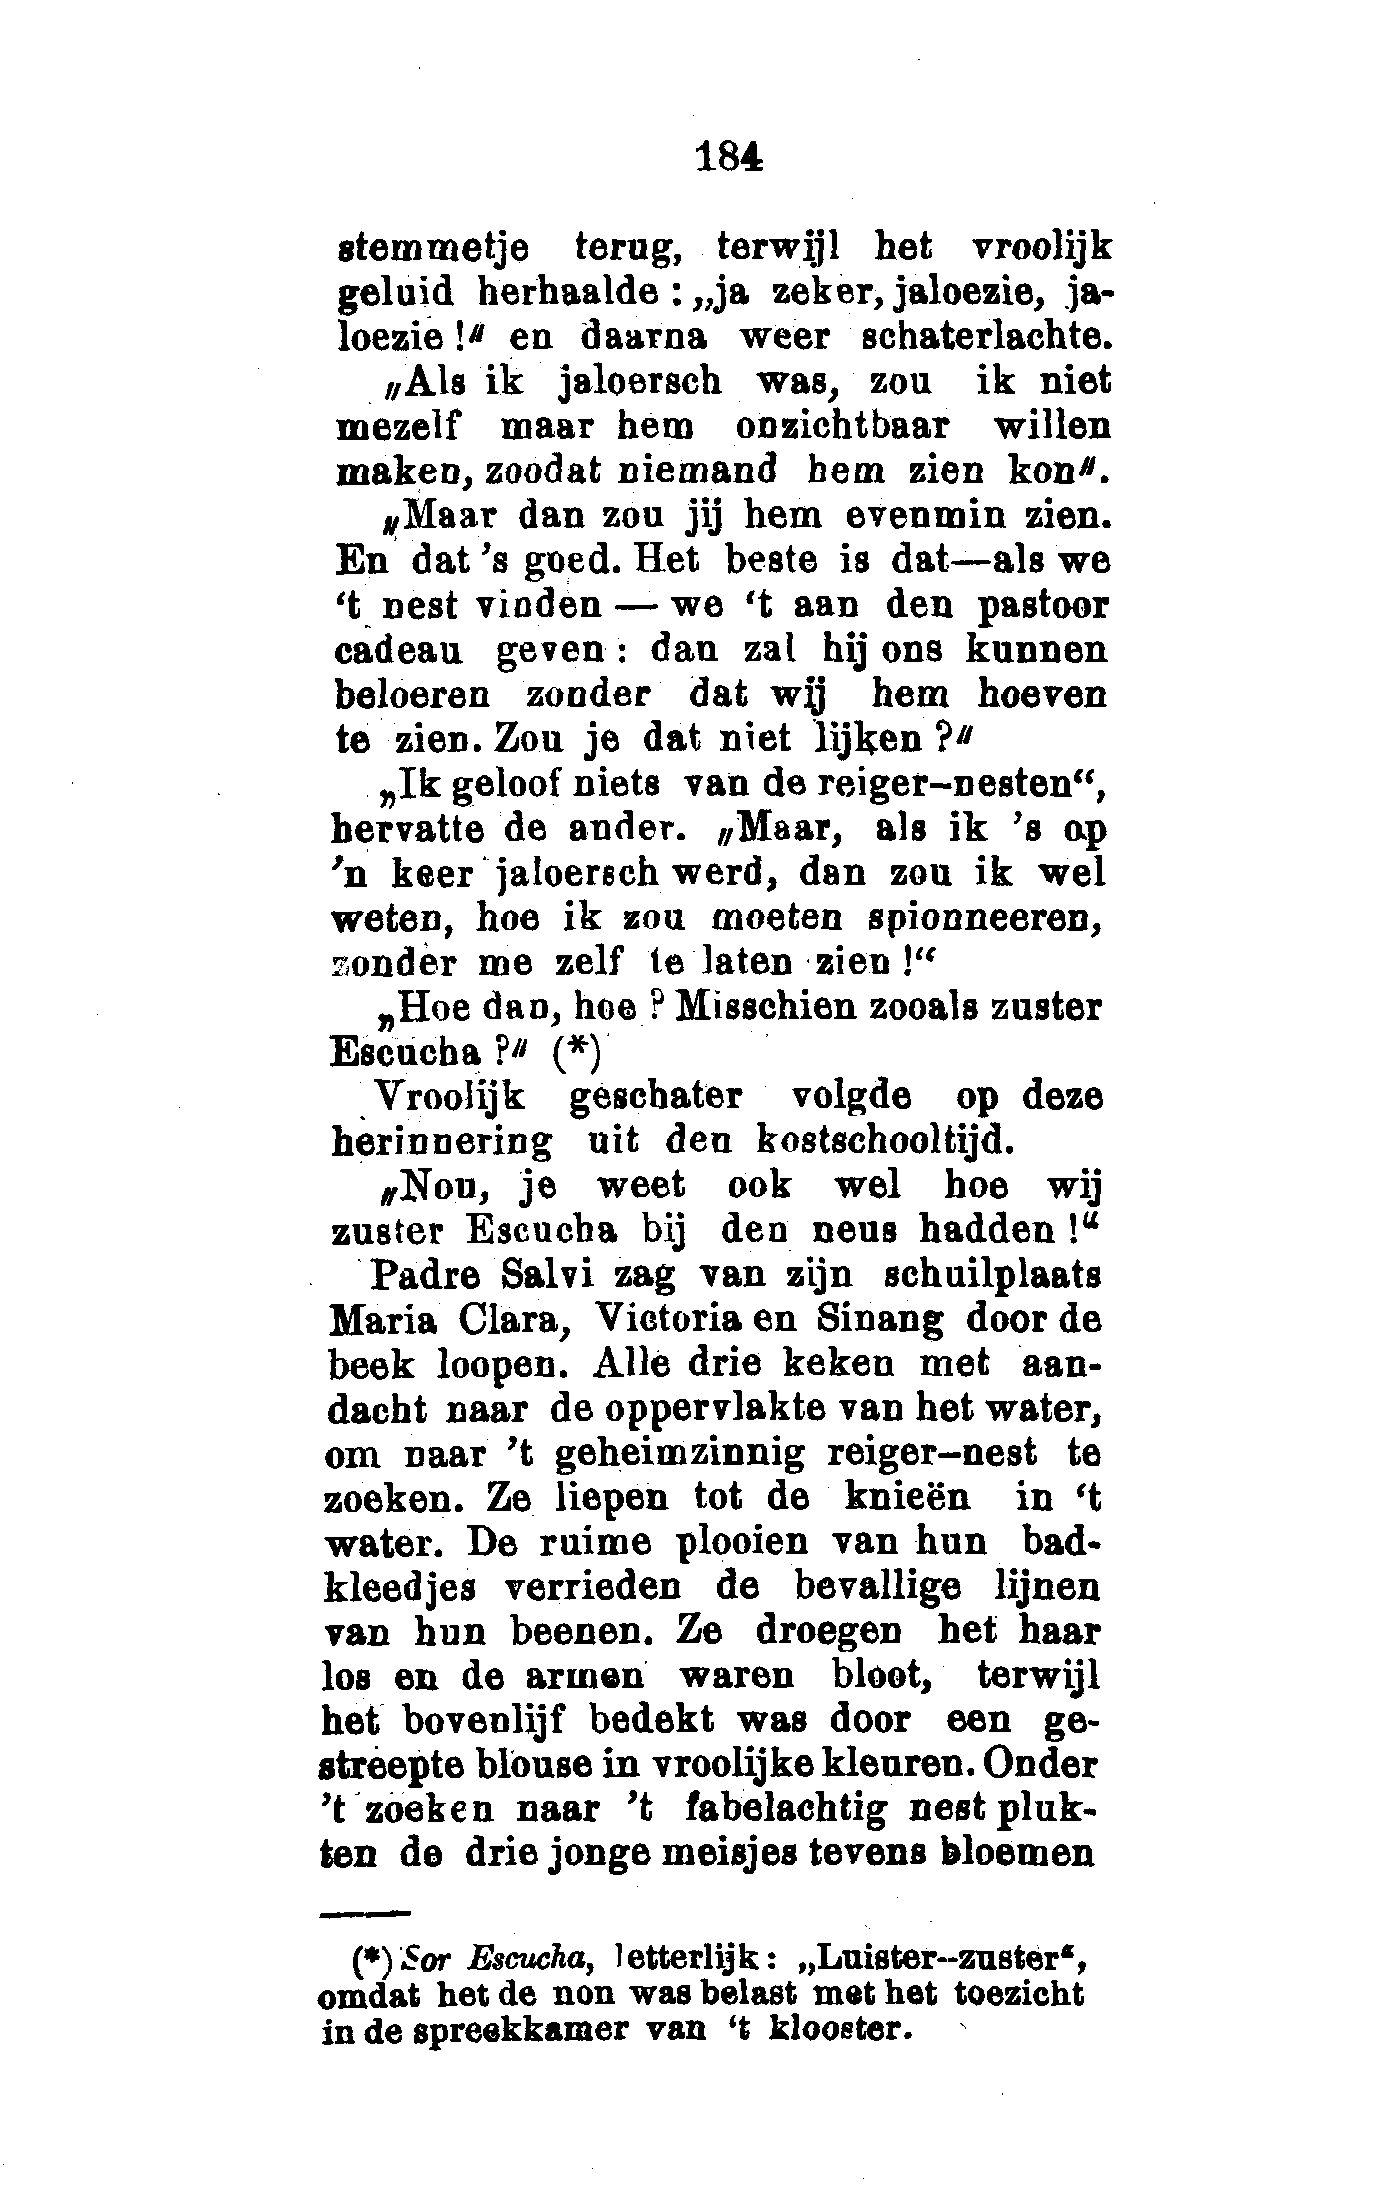 184
stemmetje terug, terwijl het vroolijk
geluid herhaalde : „ja zeker, jaloezie, ja-
loezie !" en daarna weer schaterlachte.
„Als ik jaloersch was, zou ik niet
mezelf maar hem onzichtbaar willen
maken, zoodat niemand hem zien kon".
„Maar dan zou jij hem evenmin zien.
En dat 's goed. Het beste is dat—als we
‘t nest vinden — we ‘t aan den pastoor
cadeau geven : dan zal hij ons kunnen
beloeren zonder dat wij hem hoeven
te zien. Zou je dat niet lijken ?"
„Ik geloof niets van de reiger-nesten“,
hervatte de ander. „Maar, als ik ’s op
’n keer jaloersch werd, dan zou ik wel
weten, hoe ik zou moeten spionneeren,
zonder me zelf te laten zien !“
„Hoe dan, hoe ? Misschien zooals zuster
Escucha ?" (*)
Vroolijk geschater volgde op deze
herinnering uit den kostschooltijd.
„Nou, je weet ook wel hoe wij
zuster Escucha bij den neus hadden !“
Padre Salvi zag van zijn schuilplaats
Maria Clara, Victoria en Sinang door de
beek loopen. Alle drie keken met aan-
dacht naar de oppervlakte van het water,
om naar ’t geheimzinnig reiger-nest te
zoeken. Ze liepen tot de knieën in ‘t
water. De ruime plooien van hun bad-
kleedjes verrieden de bevallige lijnen
van hun beenen. Ze droegen het haar
los en de armen waren bloot, terwijl
het bovenlijf bedekt was door een ge-
streepte blouse in vroolijke kleuren. Onder
’t zoeken naar ’t fabelachtig nest pluk-
ten de drie jonge meisjes tevens bloemen
(*) Sor Escucha, letterlijk : „Luister--zuster“,
omdat het de non was belast met het toezicht
in de spreekkamer van ‘t klooster.